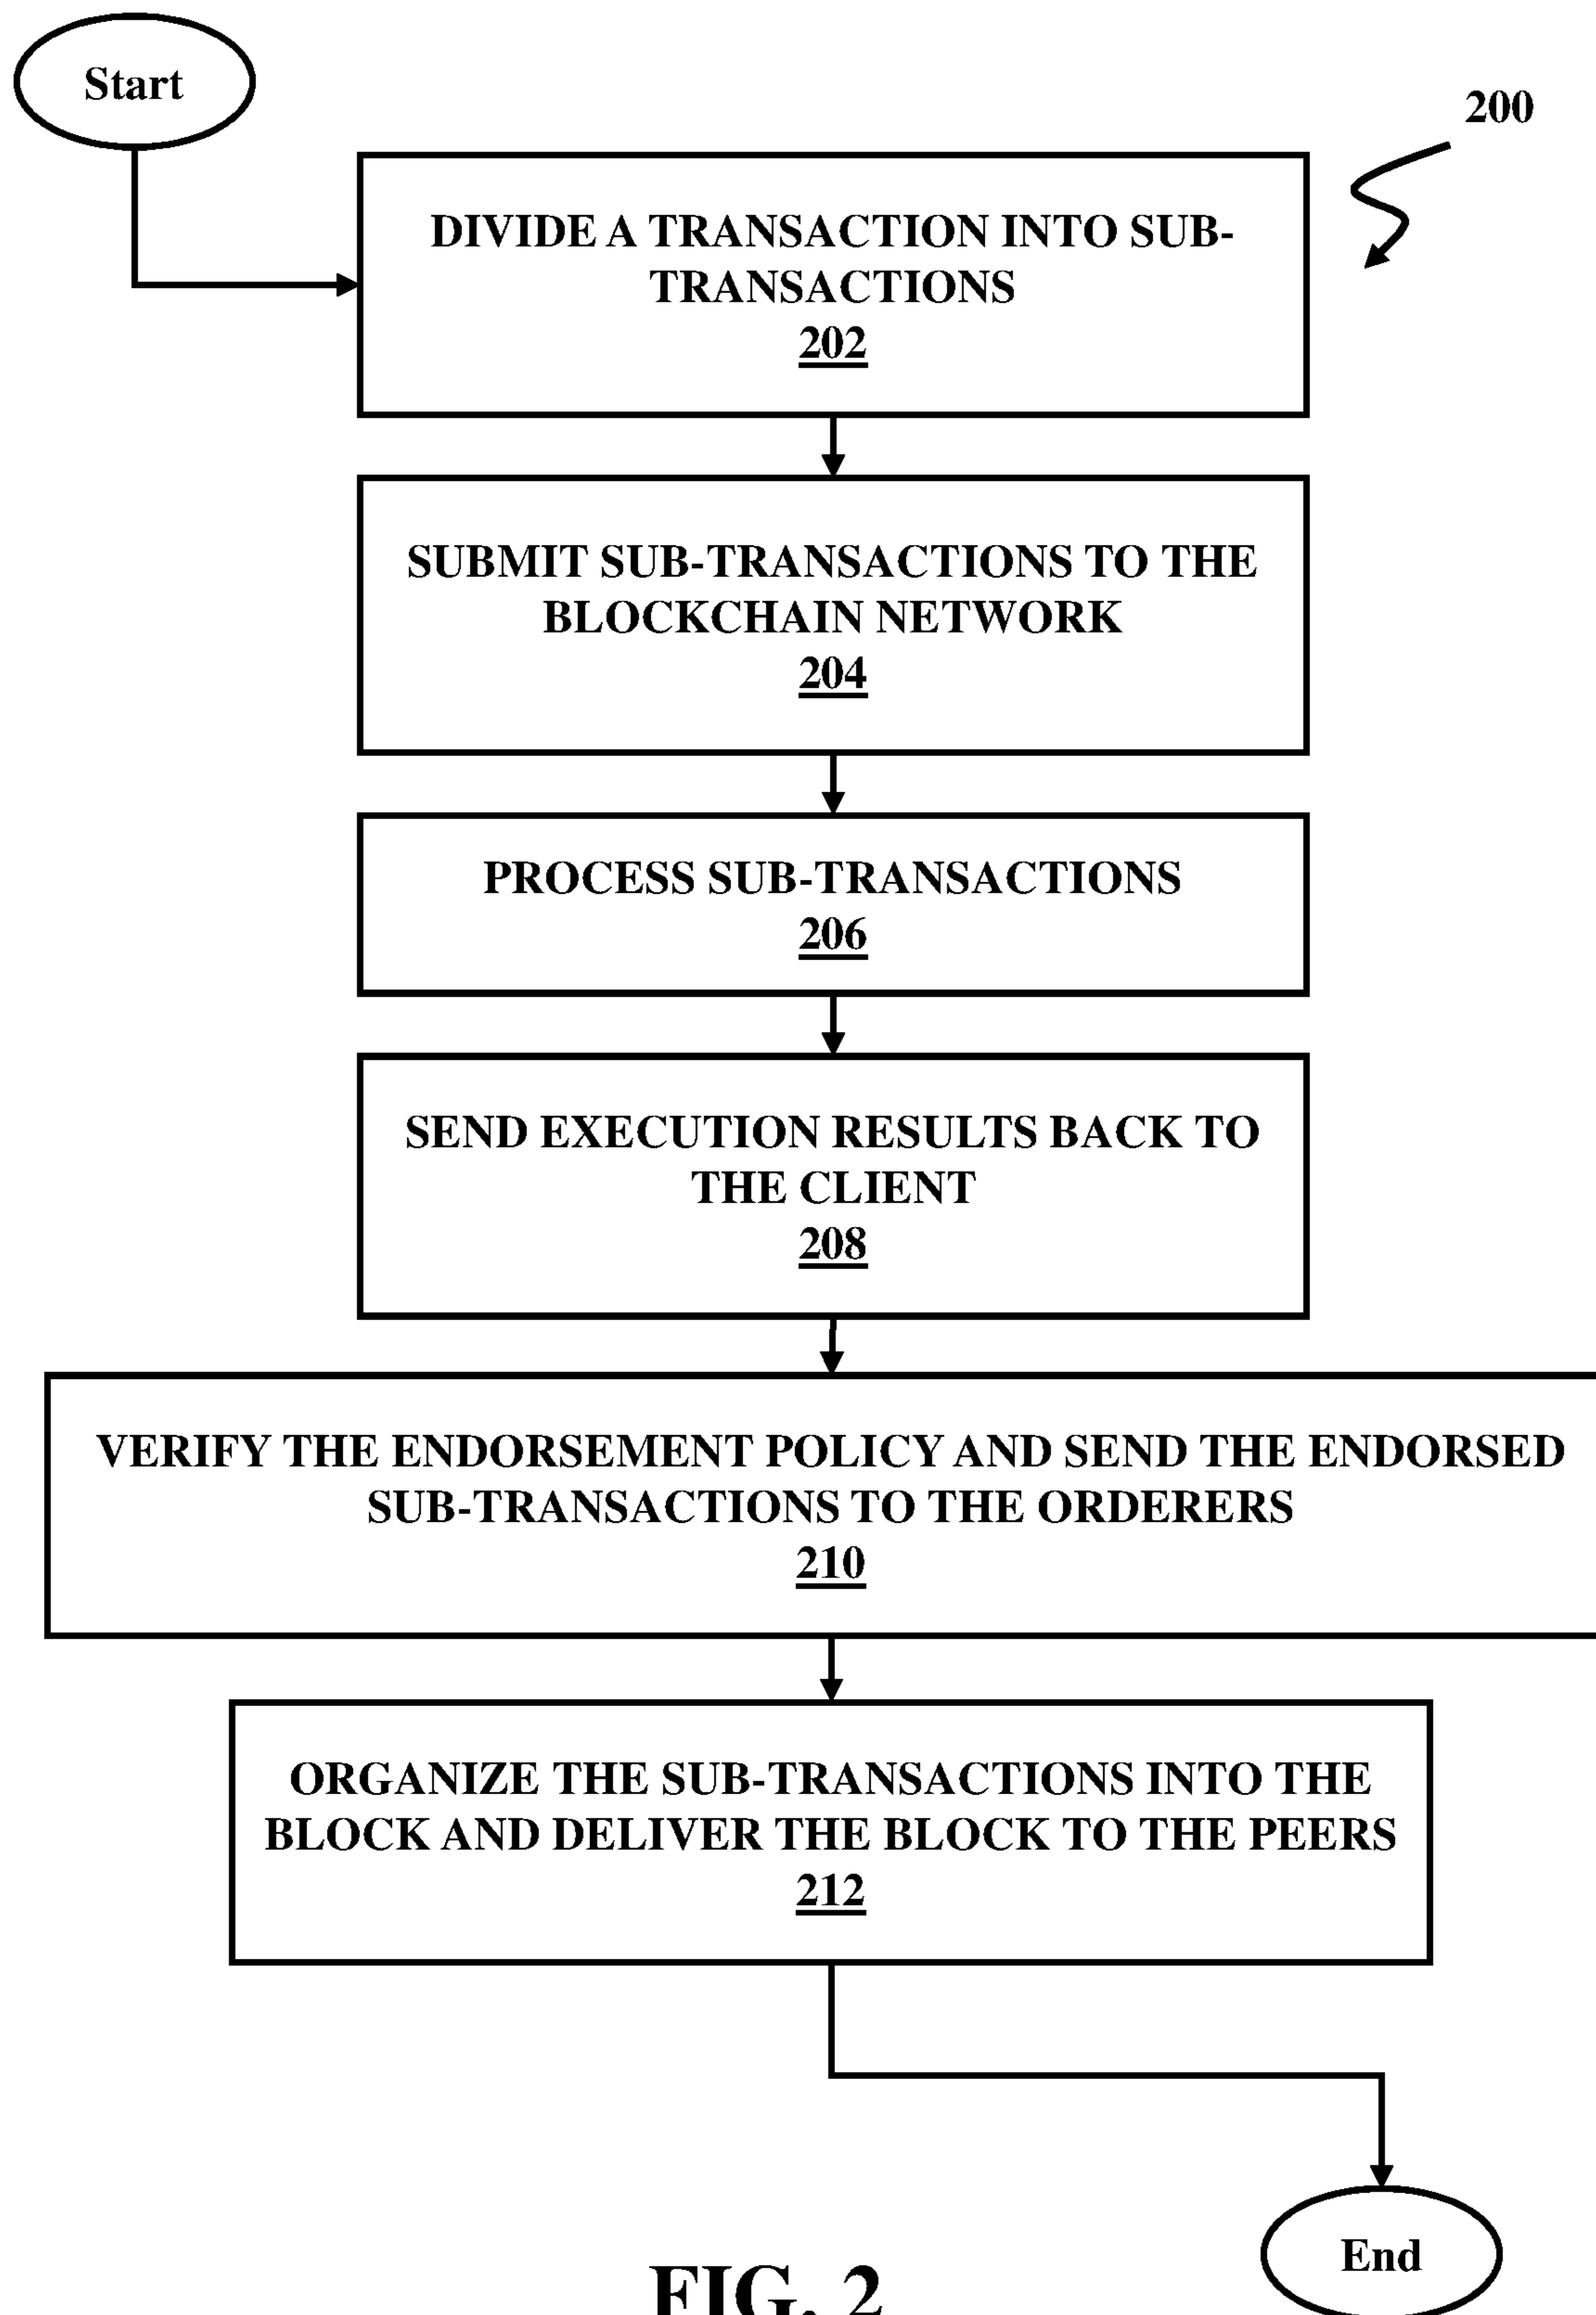 Start
200
DIVIDE A TRANSACTION INTO SUB-
TRANSACTIONS
202
SUBMIT SUB-TRANSACTIONS TO THE
BLOCKCHAIN NETWORK
204
PROCESS SUB-TRANSACTIONS
206
SEND EXECUTION RESULTS BACK TO
THE CLIENT
208
VERIFY THE ENDORSEMENT POLICY AND SEND THE ENDORSED
SUB-TRANSACTIONS TO THE ORDERERS
210
ORGANIZE THE SUB-TRANSACTIONS INTO THE
BLOCK AND DELIVER THE BLOCK TO THE PEERS
212
End
FIG. 2